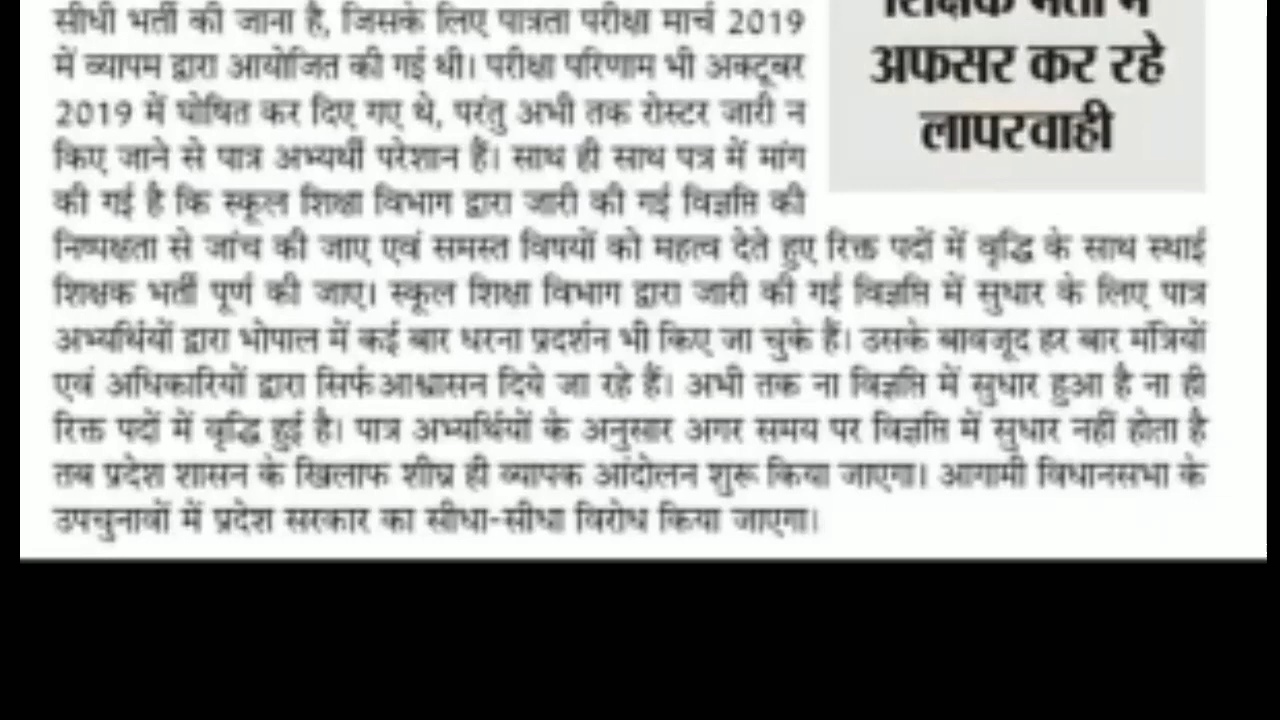 सीधी भर्ती की जाना है, जिसके लिए पात्रता परीक्षा मार्च 2019
में व्यापम द्वारा आयोजित की गई थी। परीक्षा परिणाम भी अक्टूबर
2019 में घोषित कर दिए गए थे, परंतु अभी तक रोस्टर जारी न
किए जाने से पात्र अभ्यर्थी परेशान हैं। साथ ही साथ पत्र में मांग
की गई है कि स्कूल शिक्षा विभाग द्वारा जारी की गई विज्ञप्ति की
निष्पक्षता से जांच की जाए एवं समस्त विषयों को महत्व देते हुए रिक्त पदों में वृद्धि के साथ स्थाई
शिक्षक भर्ती पूर्ण की जाए। स्कूल शिक्षा विभाग द्वारा जारी की गई विज्ञप्ति में सुधार के लिए पात्र
अभ्यर्थियों द्वारा भोपाल में कई बार धरना प्रदर्शन भी किए जा चुके हैं। उसके बावजूद हर बार मंत्रियों
एवं अधिकारियों द्वारा सिर्फ आश्वासन दिये जा रहे हैं। अभी तक ना विज्ञप्ति में सुधार हुआ है ना ही
रिक्त पदों में वृद्धि हुई है। पात्र अभ्यर्थियों के अनुसार अगर समय पर विज्ञप्ति में सुधार नहीं होता है
तब प्रदेश शासन के खिलाफ शीघ्र ही व्यापक आंदोलन शुरू किया जाएगा। आगामी विधानसभा के
उपचुनावों में प्रदेश सरकार का सीधा-सीधा विरोध किया जाएगा।
शिक्षक भर्ती में
अफसर कर रहे
लापरवाही